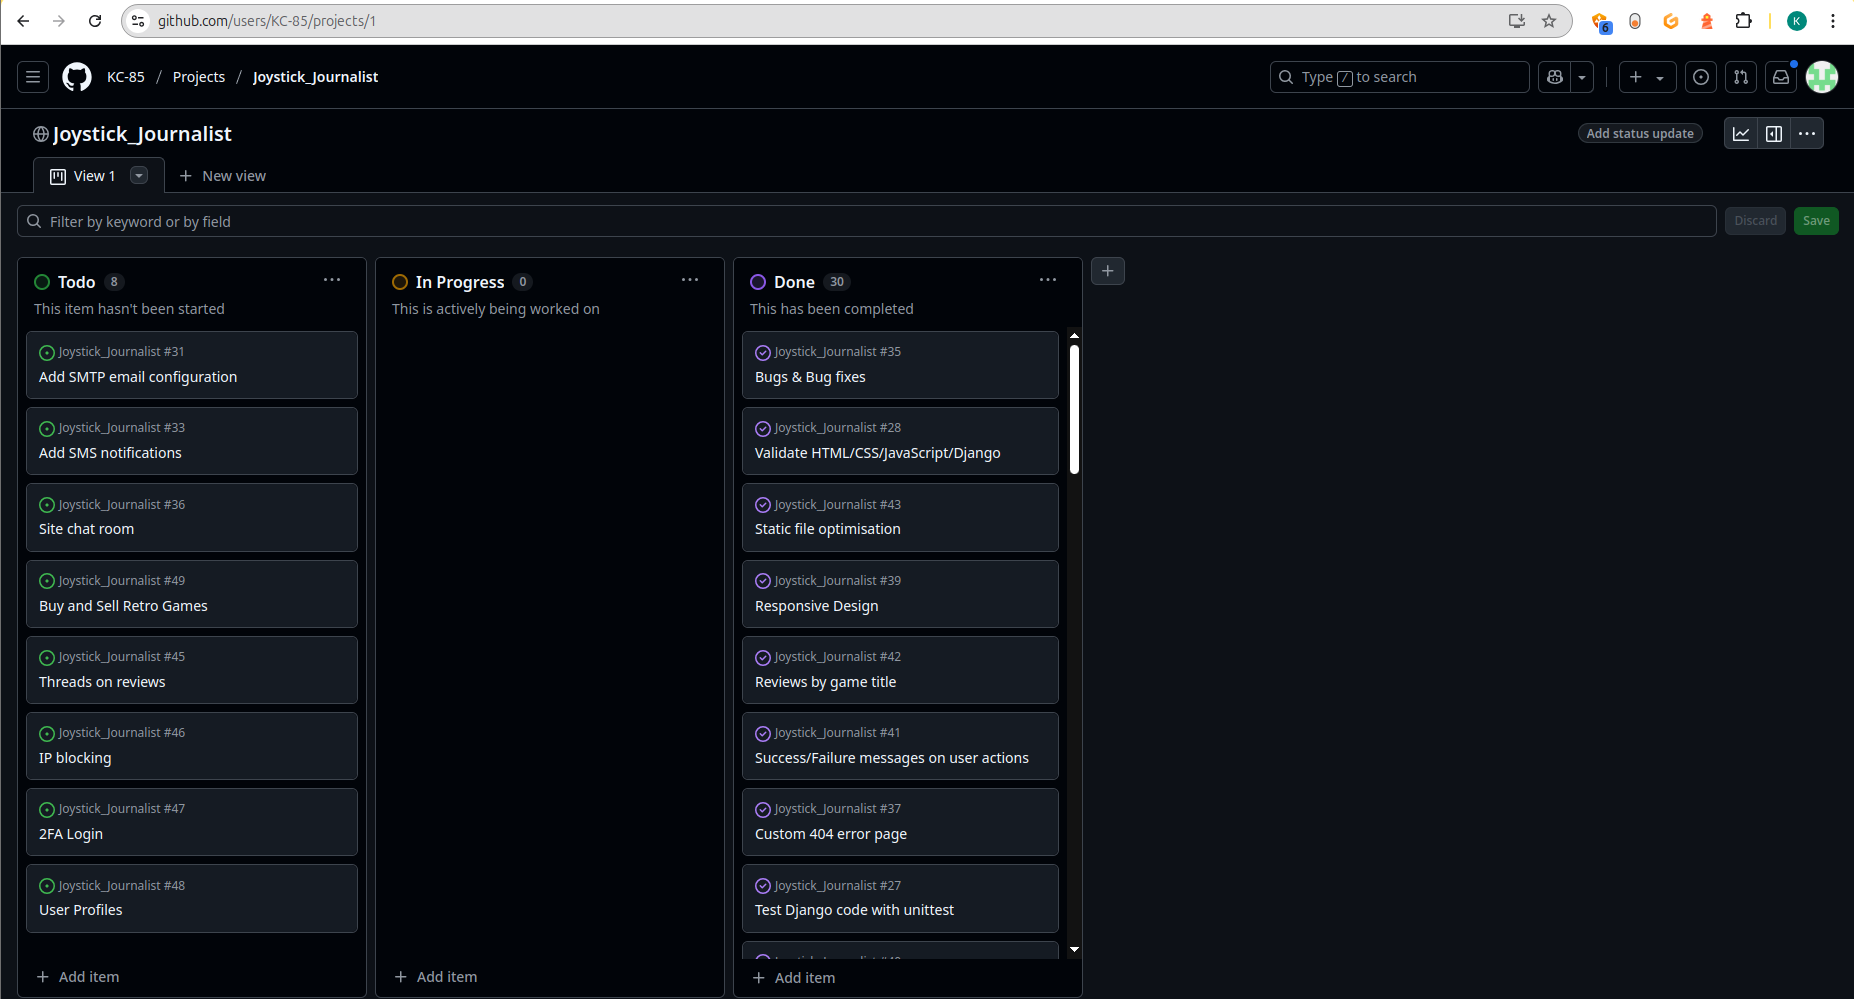 github.com/users/KC-85/projects/1
6
K
KC-85 / Projects / Joystick_Journalist
Type / to search
Joystick_Journalist
Add status update
View 1
New view
Filter by keyword or by field
Discard
Save
Todo 8
This item hasn't been started
Joystick_Journalist #31
Add SMTP email configuration
Joystick_Journalist #33
Add SMS notifications
Joystick_Journalist #36
Site chat room
Joystick_Journalist #49
Buy and Sell Retro Games
Joystick_Journalist #45
Threads on reviews
Joystick_Journalist #46
IP blocking
Joystick_Journalist #47
2FA Login
Joystick_Journalist #48
User Profiles
Add item
In Progress 0
This is actively being worked on
Add item
Done 30
This has been completed
Joystick_Journalist #35
Bugs & Bug fixes
Joystick_Journalist #28
Validate HTML/CSS/JavaScript/Django
Joystick_Journalist #43
Static file optimisation
Joystick_Journalist #39
Responsive Design
Joystick_Journalist #42
Reviews by game title
Joystick_Journalist #41
Success/Failure messages on user actions
Joystick_Journalist #37
Custom 404 error page
Joystick_Journalist #27
Test Django code with unittest
Add item